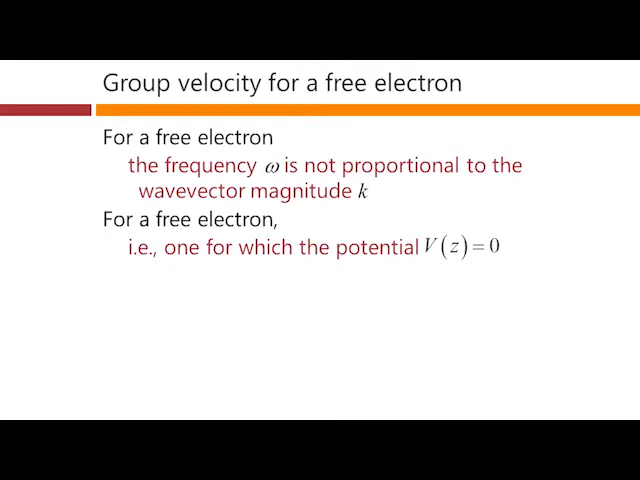 Group velocity for a free electron
For a free electron
the frequency ω is not proportional to the
wavevector magnitude k
For a free electron,
i.e., one for which the potential V(z) = 0